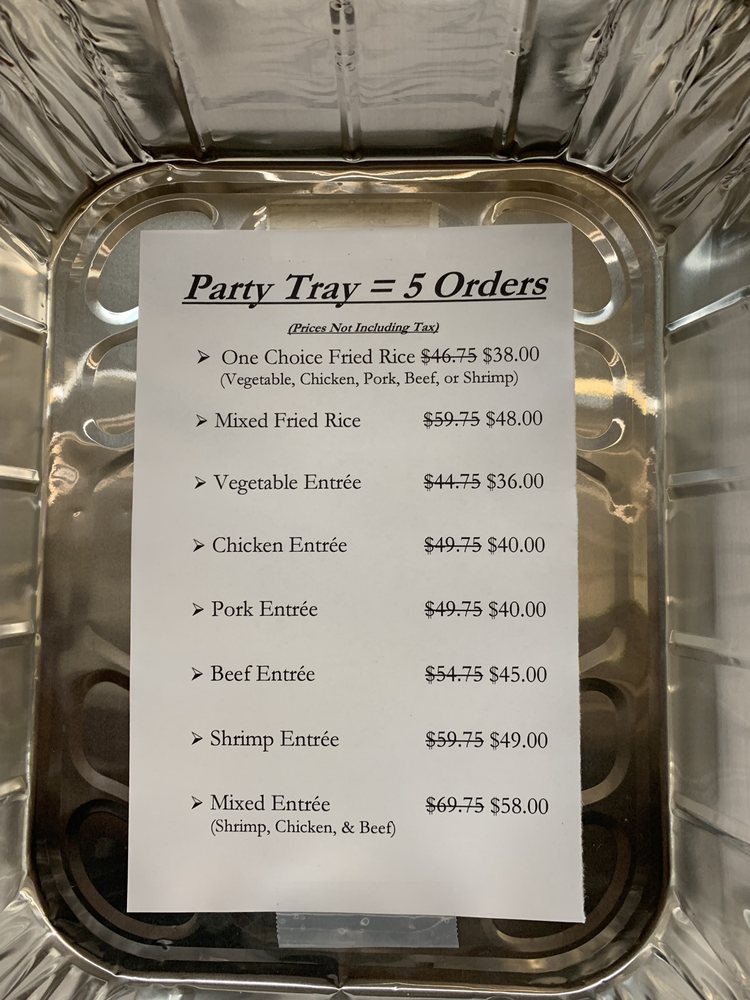 Party Tray = 5 Orders
(Prices Not Including Tax)
➢ One Choice Fried Rice $46.75 $38.00
(Vegetable, Chicken, Pork, Beef, or Shrimp)
➢ Mixed Fried Rice $59.75 $48.00
➢ Vegetable Entrée $44.75 $36.00
➢ Chicken Entrée $49.75 $40.00
➢ Pork Entrée $49.75 $40.00
➢ Beef Entrée $54.75 $45.00
➢ Shrimp Entrée $59.75 $49.00
➢ Mixed Entrée $69.75 $58.00
(Shrimp, Chicken, & Beef)